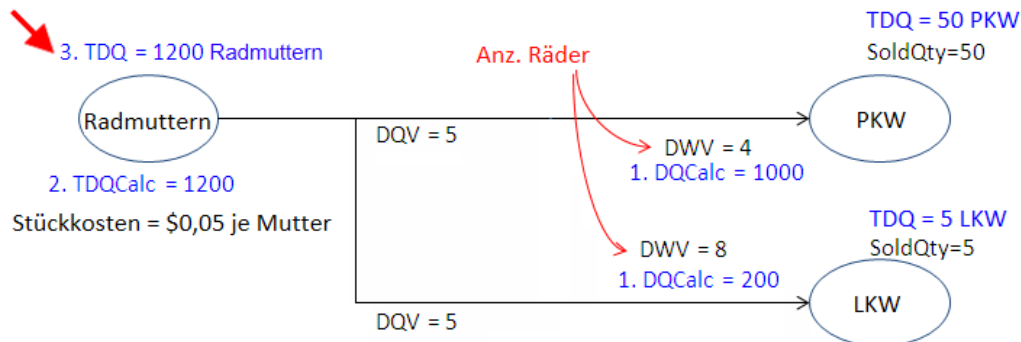 TDQ = 50 PKW
3. TDQ = 1200 Radmuttern
Anz. Räder
SoldQty=50
Radmuttern
DQV = 5
PKW
DWV = 4
1. DQCalc = 1000
2. TDQCalc = 1200
Stückkosten = $0,05 je Mutter
TDQ = 5 LKW
DWV = 8
SoldQty=5
1. DQCalc = 200
LKW
DQV = 5